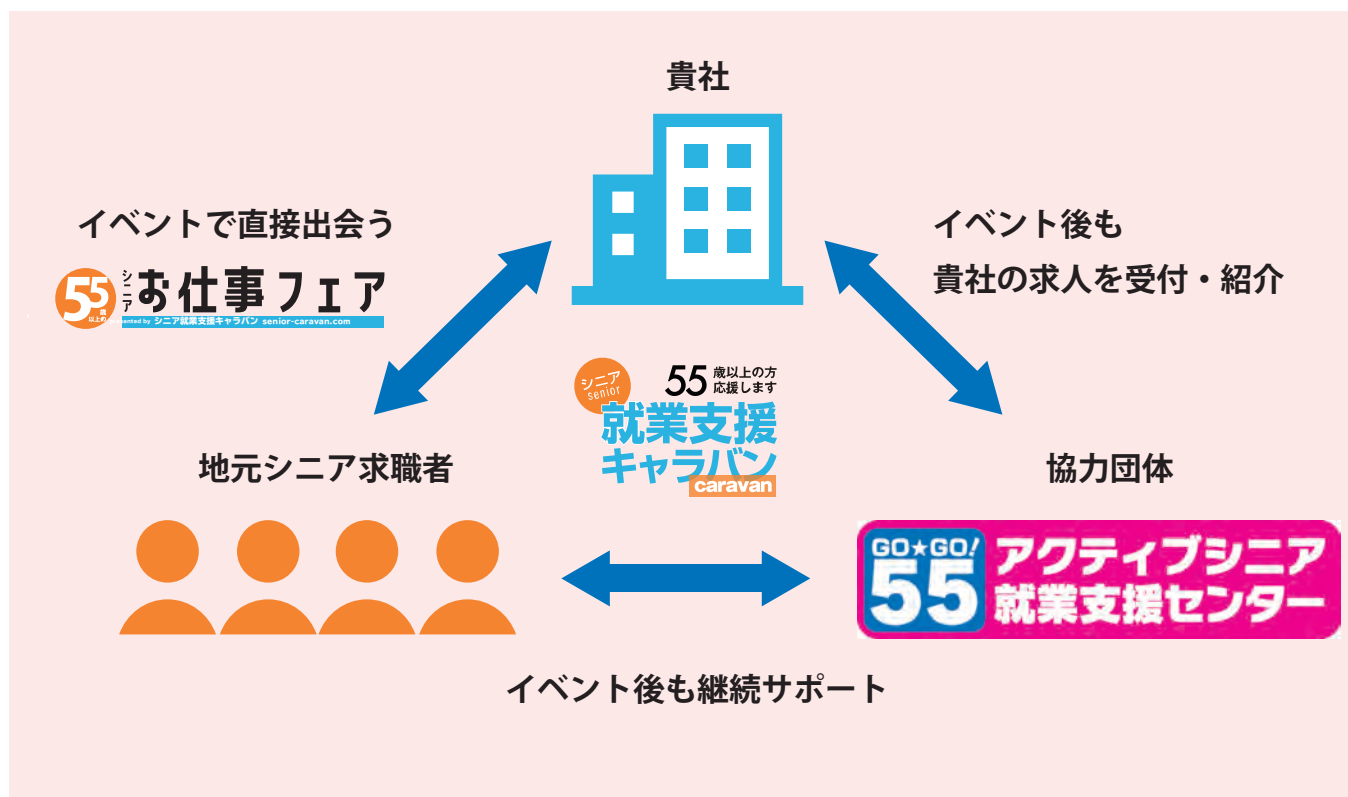 貴社
イベントで直接出会う
55
歳
以上の
シニア
お仕事フェア
presented by シニア就業支援キャラバン senior-caravan.com
イベント後も
貴社の求人を受付・紹介
シニア
senior
55 歳以上の方
応援します
就業支援
キャラバン
caravan
地元シニア求職者
協力団体
GO★GO!
55
アクティブシニア
就業支援センター
イベント後も継続サポート